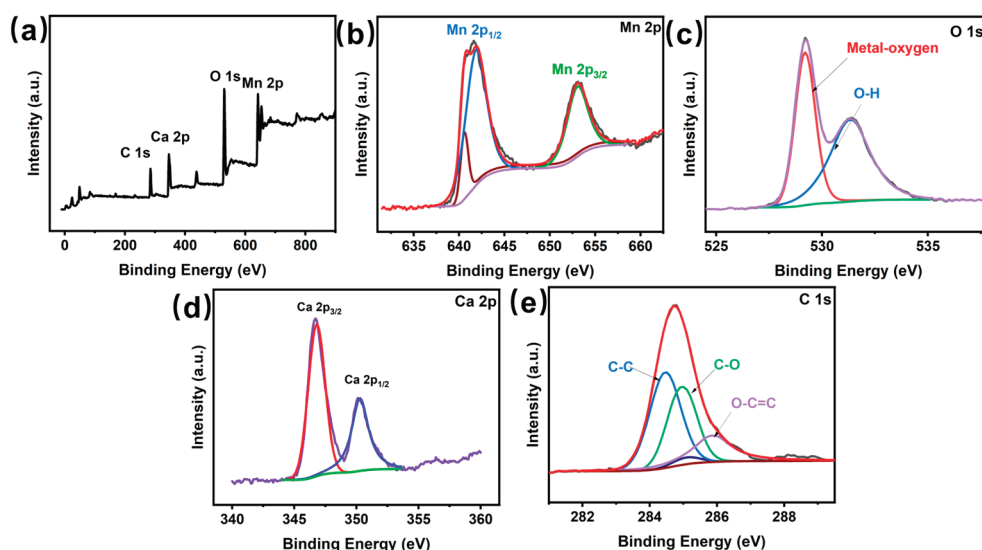 (a)
O 1s
Mn 2p
Ca 2p
C 1s
Intensity (a.u.)
0 200 400 600 800
Binding Energy (eV)
(b)
Mn 2p
Mn 2p1/2
Mn 2p3/2
Intensity (a.u.)
635 640 645 650 655 660
Binding Energy (eV)
(c)
O 1s
Metal-oxygen
O-H
Intensity (a.u.)
525 530 535
Binding Energy (eV)
(d)
Ca 2p
Ca 2p3/2
Ca 2p1/2
Intensity (a.u.)
340 345 350 355 360
Binding Energy (eV)
(e)
C 1s
C-C
C-O
O-C=C
Intensity (a.u.)
282 284 286 288
Binding Energy (eV)